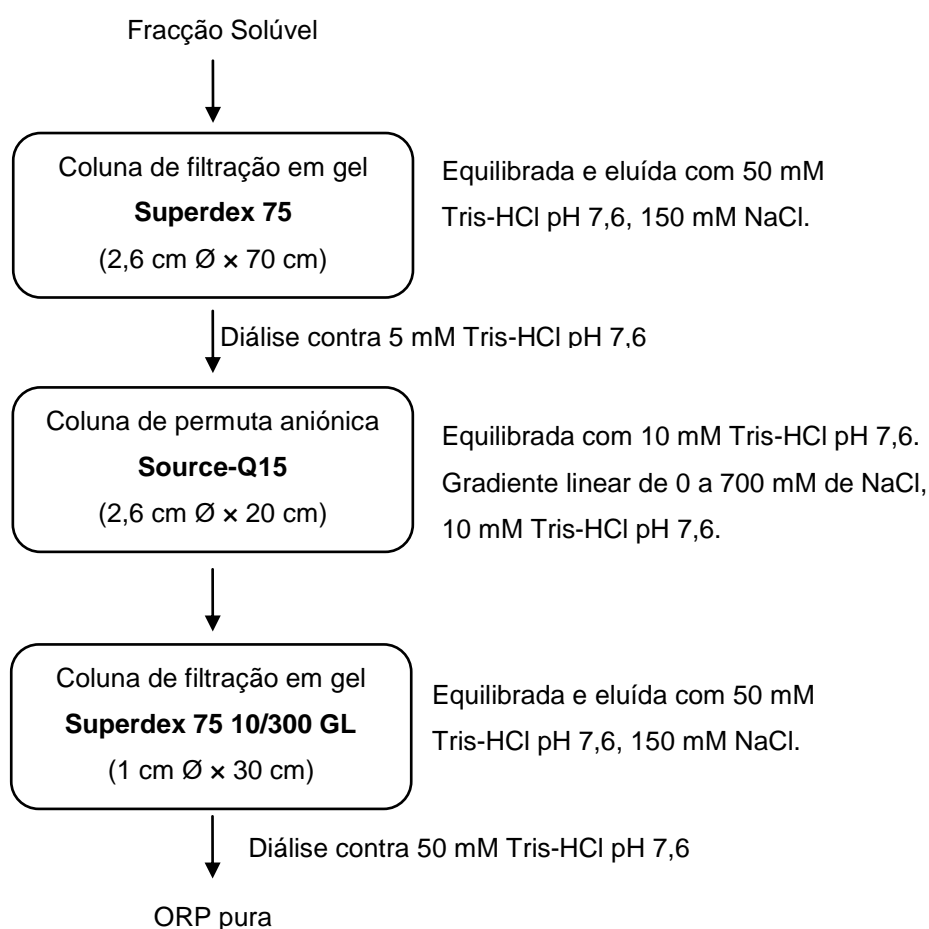 Fracção Solúvel
Coluna de filtração em gel
Superdex 75
(2,6 cm Ø × 70 cm)
Equilibrada e eluída com 50 mM
Tris-HCl pH 7,6, 150 mM NaCl.
Diálise contra 5 mM Tris-HCl pH 7,6
Coluna de permuta aniónica
Source-Q15
(2,6 cm Ø × 20 cm)
Equilibrada com 10 mM Tris-HCl pH 7,6.
Gradiente linear de 0 a 700 mM de NaCl,
10 mM Tris-HCl pH 7,6.
Coluna de filtração em gel
Superdex 75 10/300 GL
(1 cm Ø × 30 cm)
Equilibrada e eluída com 50 mM
Tris-HCl pH 7,6, 150 mM NaCl.
Diálise contra 50 mM Tris-HCl pH 7,6
ORP pura